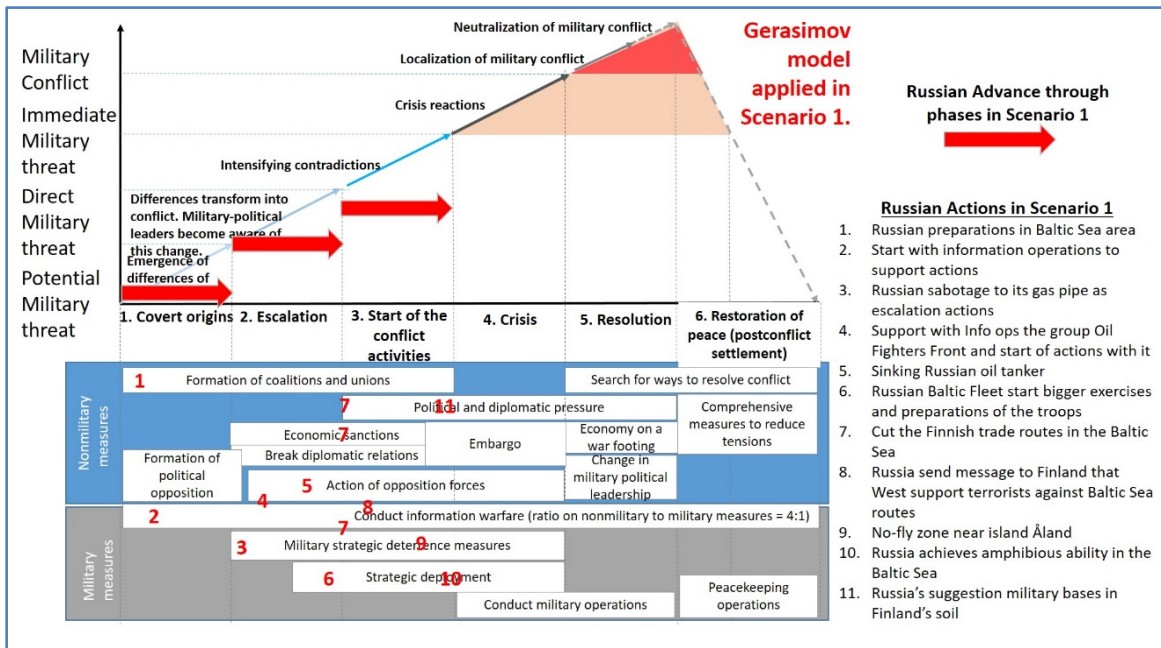 Military
Conflict
Immediate
Military
threat
Direct
Military
threat
Potential
Military
threat
Neutralization of military conflict
Localization of military conflict
Crisis reactions
Intensifying contradictions
Differences transform into
conflict. Military-political
leaders become aware of
this change.
Emergence of
differences of
Gerasimov
model
applied in
Scenario 1.
Russian Advance through
phases in Scenario 1
1. Covert origins
2. Escalation
3. Start of the
conflict
activities
4. Crisis
5. Resolution
6. Restoration of
peace (postconflict
settlement)
Nonmilitary
measures
1 Formation of coalitions and unions
Search for ways to resolve conflict
7 11 Political and diplomatic pressure
Comprehensive
measures to reduce
tensions
7 Economic sanctions
Break diplomatic relations
Embargo
Economy on a
war footing
Formation of
political
opposition
5 Action of opposition forces
Change in
military political
leadership
4 8
2 Conduct information warfare (ratio on nonmilitary to military measures = 4:1)
7
Military
measures
3 Military strategic deterrence measures 9
6 Strategic deployment 10
Conduct military operations
Peacekeeping
operations
Russian Actions in Scenario 1
1. Russian preparations in Baltic Sea area
2. Start with information operations to
support actions
3. Russian sabotage to its gas pipe as
escalation actions
4. Support with Info ops the group Oil
Fighters Front and start of actions with it
5. Sinking Russian oil tanker
6. Russian Baltic Fleet start bigger exercises
and preparations of the troops
7. Cut the Finnish trade routes in the Baltic
Sea
8. Russia send message to Finland that
West support terrorists against Baltic Sea
routes
9. No-fly zone near island Åland
10. Russia achieves amphibious ability in the
Baltic Sea
11. Russia's suggestion military bases in
Finland's soil